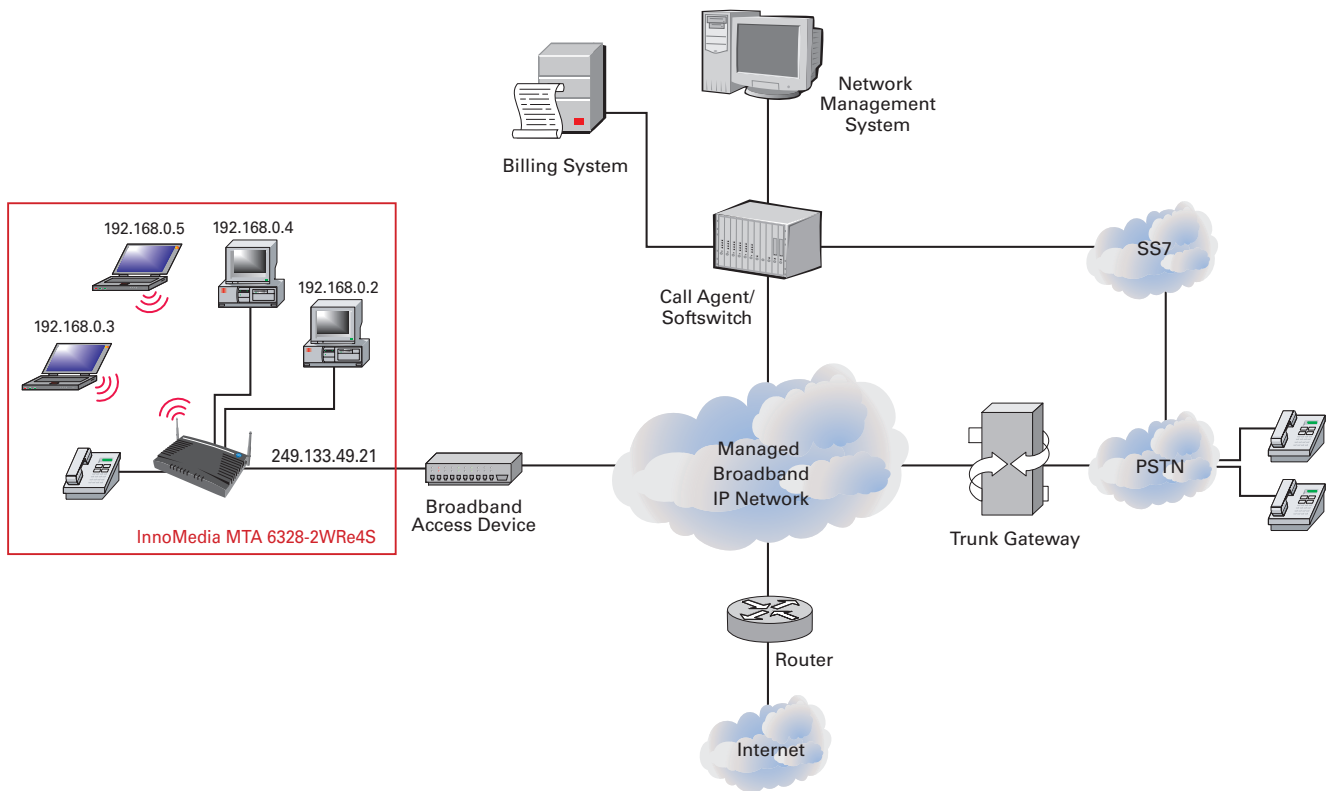 Network
Management
System
Billing System
192.168.0.5
192.168.0.4
192.168.0.2
192.168.0.3
SS7
Call Agent/
Softswitch
249.133.49.21
Managed
Broadband
IP Network
PSTN
Broadband
Access Device
InnoMedia MTA 6328-2WRe4S
Trunk Gateway
Router
Internet